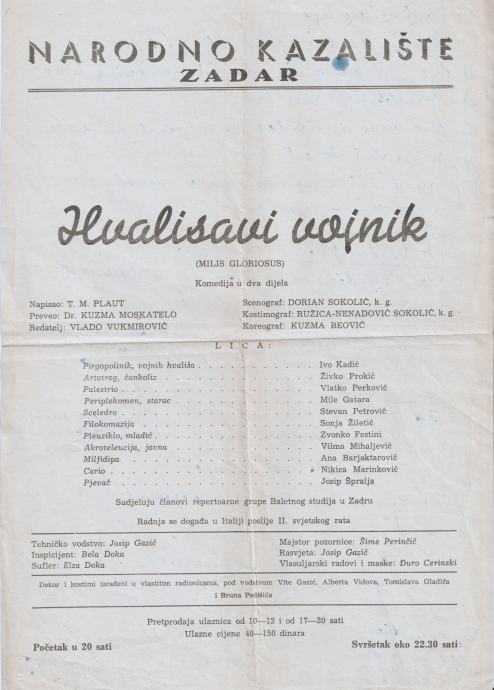 NARODNO KAZALIŠTE
ZADAR
Hvalisavi vojnik
(MILIS GLORIOSUS)
Komedija u dva dijela
Napisao: T. M. PLAUT
Preveo: Dr. KUZMA MOSKATELO
Redatelj: VLADO VUKMIROVIĆ
Scenograf: DORIAN SOKOLIĆ, k. g.
Kostimograf: RUŽICA-NENADOVIĆ SOKOLIĆ, k. g.
Koreograf: KUZMA BEOVIĆ
LICA:
Pirgopolinik, vojnik hvališa . . . . . . . . . . Ivo Kadić
Artotrog, čankoliz . . . . . . . . . . Živko Prokić
Palestrio . . . . . . . . . . Vlatko Perković
Periplekomen, starac . . . . . . . . . . Mile Gatara
Sceledro . . . . . . . . . . Stevan Petrović
Filokomazija . . . . . . . . . . Sonja Žiletić
Pleuziklo, mladić . . . . . . . . . . Zvonko Festini
Akroteleucija, javna . . . . . . . . . . Vilma Mihaljević
Milfidipa . . . . . . . . . . Ana Barjaktarović
Cario . . . . . . . . . . Nikica Marinković
Pjevač . . . . . . . . . . Josip Špralja
Sudjeluju članovi repertoarne grupe Baletnog studija u Zadru
Radnja se događa u Italiji poslije II. svjetskog rata
Tehničko vodstvo: Josip Gazić
Inspicijent: Bela Doka
Sufler: Elza Doka
Majstor pozornice: Šime Perinčić
Rasvjeta: Josip Gazić
Vlasuljarski radovi i maske: Đuro Cerinski
Dekor i kostimi izrađeni u vlastitim radionicama, pod vodstvom Vite Gazić, Alberta Vidova, Tomislava Gladića
i Bruna Pedišića
Pretprodaja ulaznica od 10—12 i od 17—20 sati
Ulazne cijene 40—150 dinara
Početak u 20 sati
Svršetak oko 22.30 sati